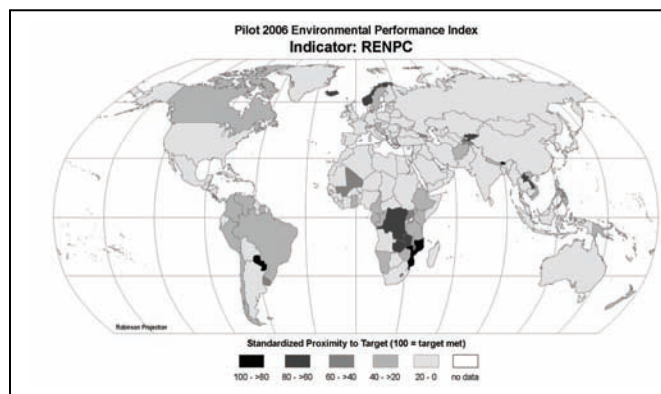 Pilot 2006 Environmental Performance Index
Indicator: RENPC
Robinson Projection
Standardized Proximity to Target (100 = target met)
100 - >80 80 - >60 60 - >40 40 - >20 20 - 0 no data